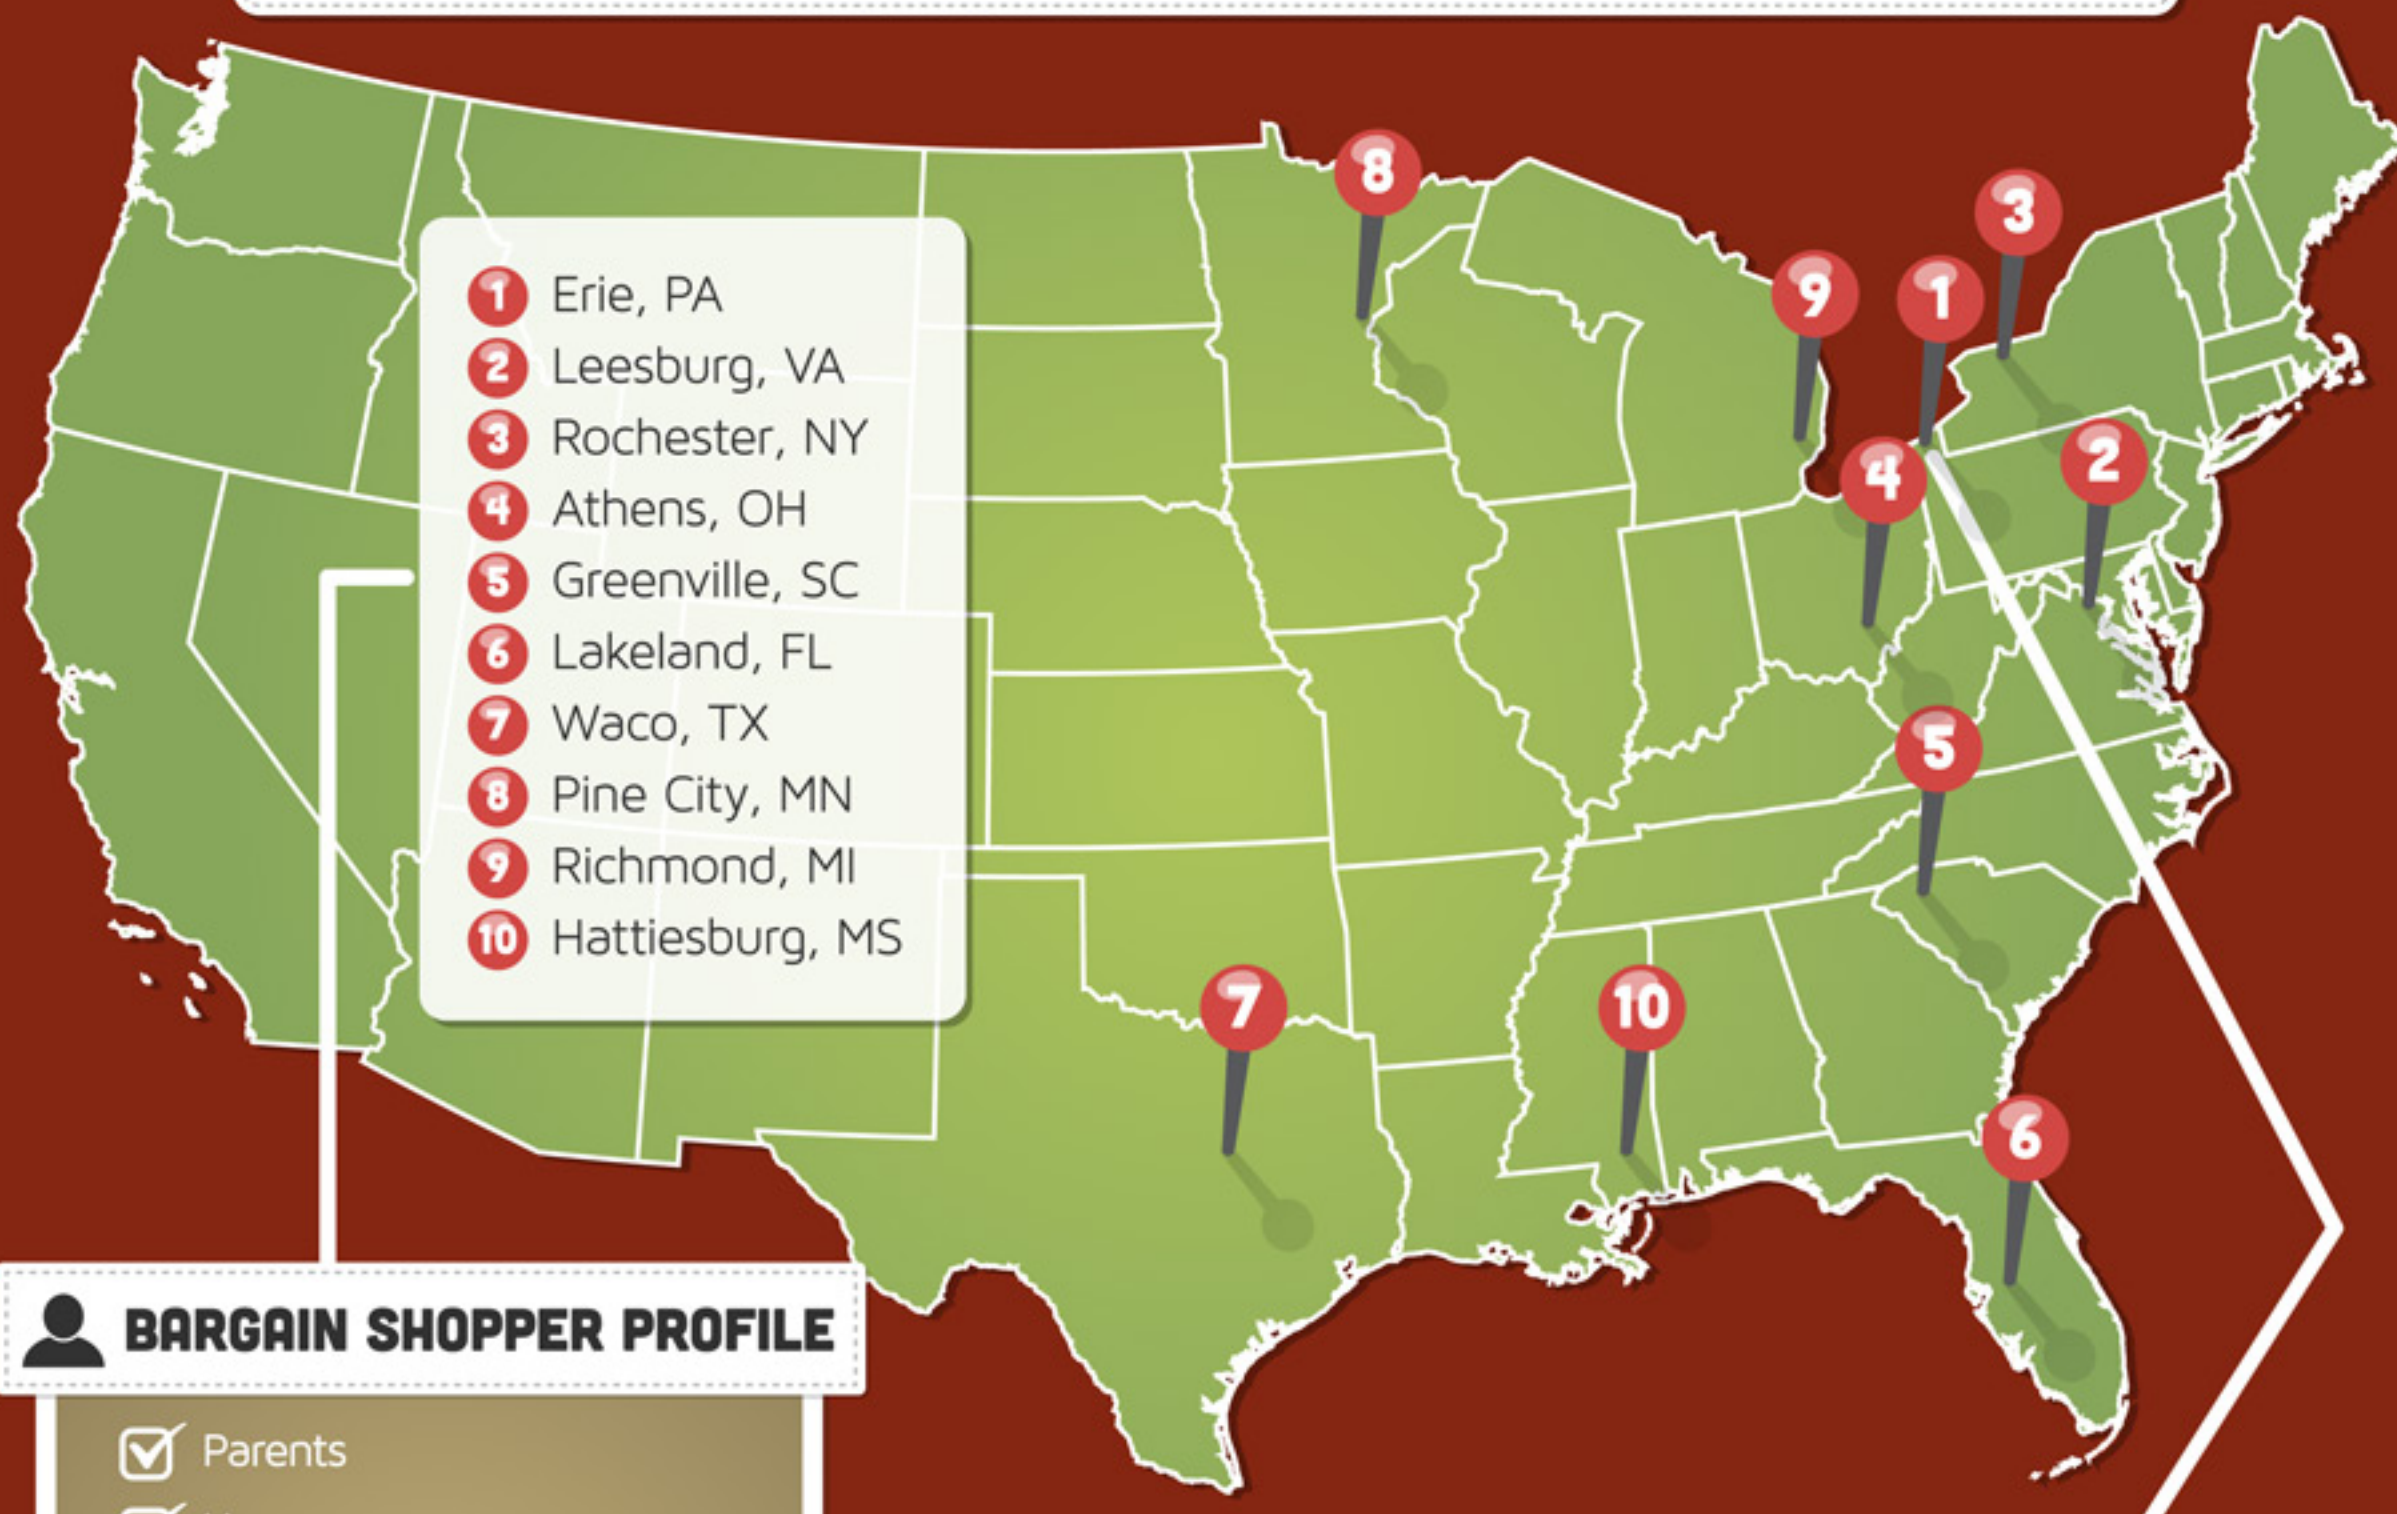 1 Erie, PA
2 Leesburg, VA
3 Rochester, NY
4 Athens, OH
5 Greenville, SC
6 Lakeland, FL
7 Waco, TX
8 Pine City, MN
9 Richmond, MI
10 Hattiesburg, MS
8
3
9
1
4
2
5
7
10
6
BARGAIN SHOPPER PROFILE
Parents